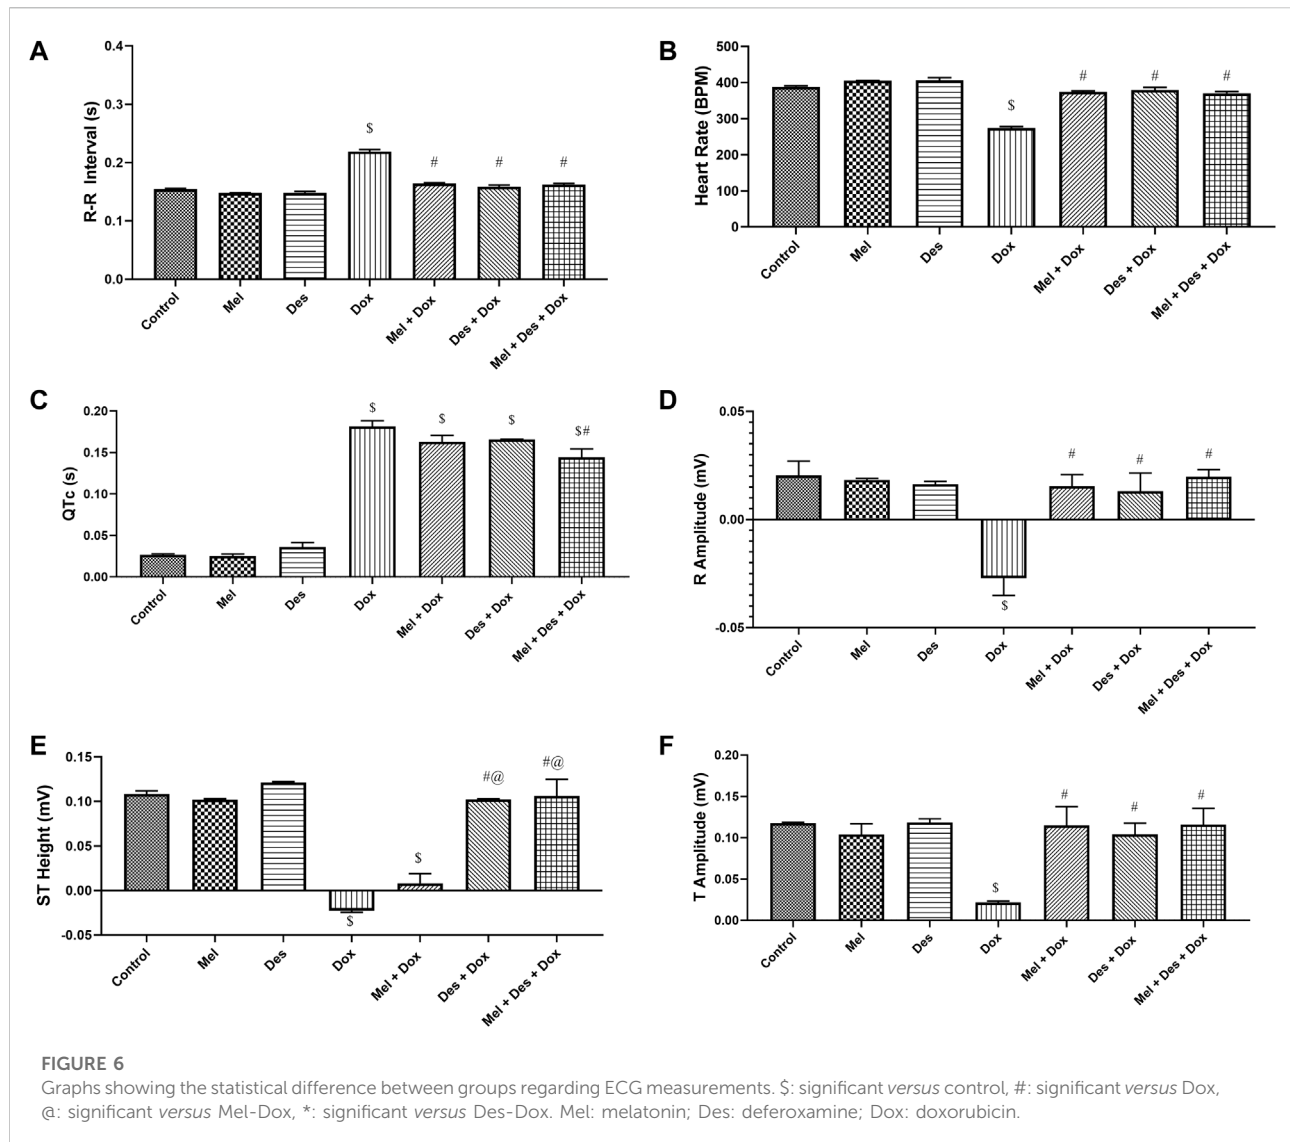 A
R-R Interval (s)
0.4
0.3
0.2
0.1
0.0
$
#
#
#
Control
Mel
Des
Dox
Mel + Dox
Des + Dox
Mel + Des + Dox
B
Heart Rate (BPM)
500
400
300
200
100
0
$
#
#
#
Control
Mel
Des
Dox
Mel + Dox
Des + Dox
Mel + Des + Dox
C
QTc (s)
0.20
0.15
0.10
0.05
0.00
$
$
$
$#
Control
Mel
Des
Dox
Mel + Dox
Des + Dox
Mel + Des + Dox
D
R Amplitude (mV)
0.05
0.00
-0.05
$
#
#
#
Control
Mel
Des
Dox
Mel + Dox
Des + Dox
Mel + Des + Dox
E
ST Height (mV)
0.15
0.10
0.05
0.00
-0.05
$
$
#@
#@
Control
Mel
Des
Dox
Mel + Dox
Des + Dox
Mel + Des + Dox
F
T Amplitude (mV)
0.20
0.15
0.10
0.05
0.00
$
#
#
#
Control
Mel
Des
Dox
Mel + Dox
Des + Dox
Mel + Des + Dox
FIGURE 6
Graphs showing the statistical difference between groups regarding ECG measurements. $: significant versus control, #: significant versus Dox,
@: significant versus Mel-Dox, *: significant versus Des-Dox. Mel: melatonin; Des: deferoxamine; Dox: doxorubicin.